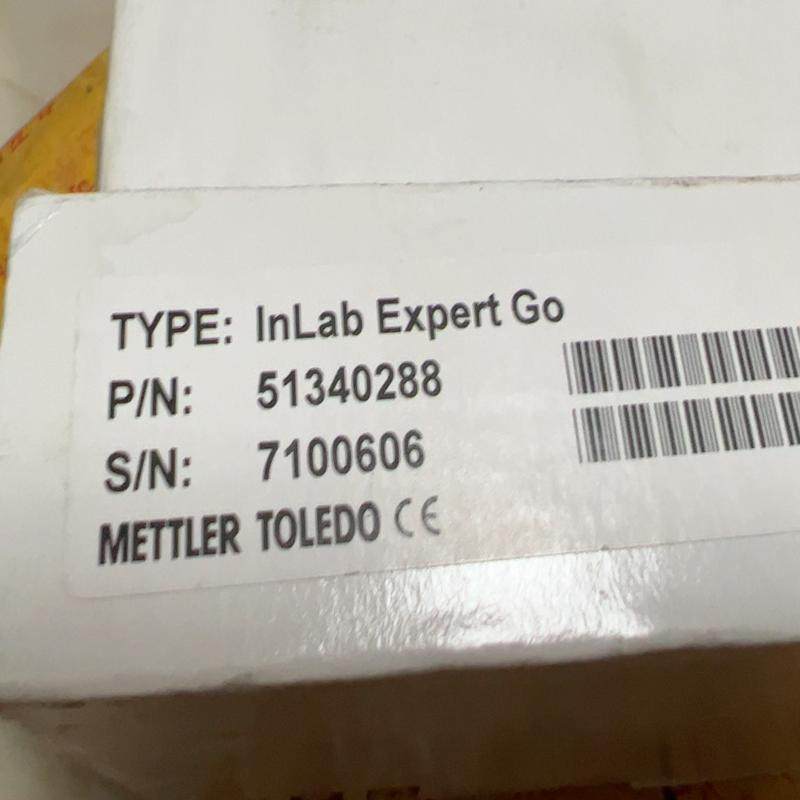 TYPE: InLab Expert Go
P/N: 51340288
S/N: 7100606
METTLER TOLEDO CE